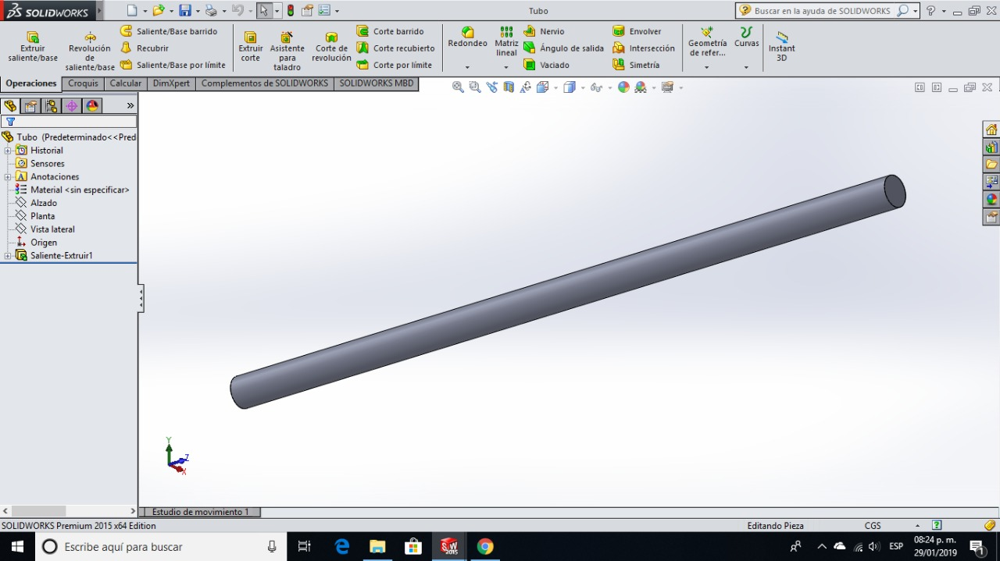 SOLIDWORKS
Tubo
Buscar en la ayuda de SOLIDWORKS
Extruir saliente/base
Revolución de saliente/base
Saliente/Base barrido
Recubrir
Saliente/Base por límite
Extruir corte
Asistente para taladro
Corte de revolución
Corte barrido
Corte recubierto
Corte por límite
Redondeo
Matriz lineal
Nervio
Ángulo de salida
Vaciado
Envolver
Intersección
Simetría
Geometría de refer...
Curvas
Instant 3D
Operaciones
Croquis
Calcular
DimXpert
Complementos de SOLIDWORKS
SOLIDWORKS MBD
Tubo (Predeterminado<<Pred
Historial
Sensores
A Anotaciones
Material <sin especificar>
Alzado
Planta
Vista lateral
Origen
Saliente-Extruir1
Y
Z
X
Estudio de movimiento 1
SOLIDWORKS Premium 2015 x64 Edition
Editando Pieza
CGS
Escribe aquí para buscar
SW 2015
ESP
08:24 p. m.
29/01/2019
1